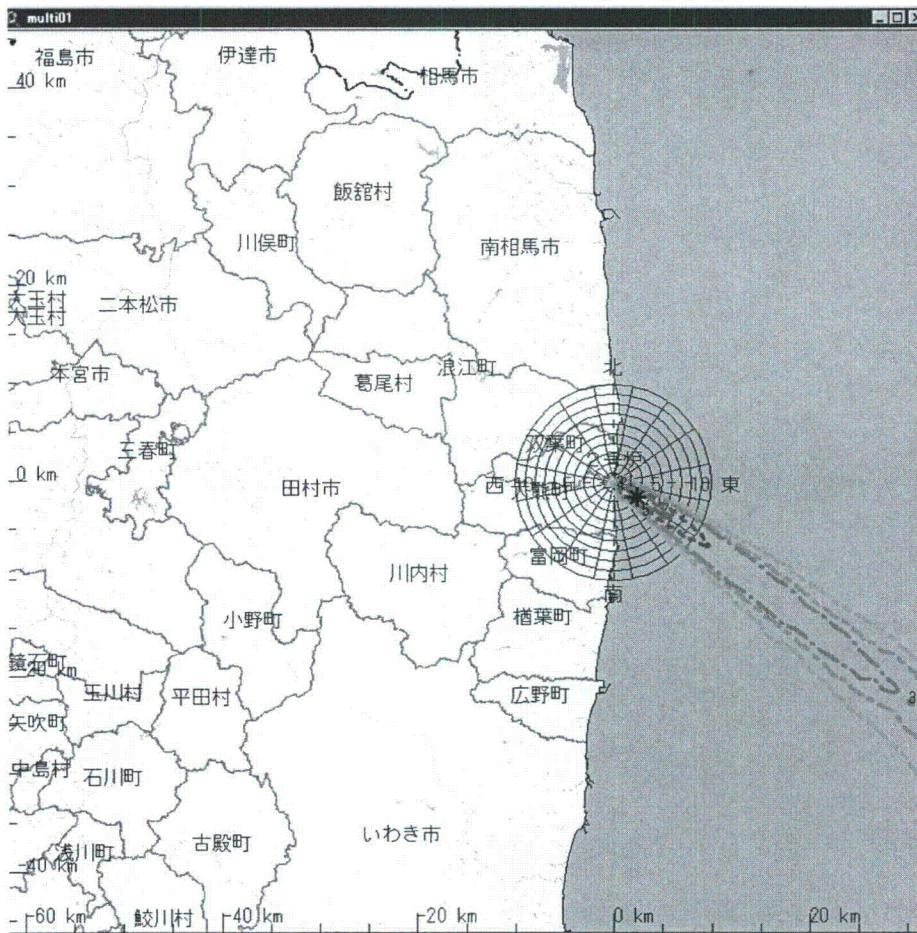 multi01
福島市
伊達市
相馬市
40 km
飯舘村
川俣町
南相馬市
20 km
大玉村
二本松市
大玉村
本宮市
葛尾村
浪江町
北
三春町
双葉町
0 km
田村市
西
東
富岡町
川内村
南
小野町
楢葉町
鏡石町
玉川村
平田村
広野町
矢吹町
中島村
石川町
浅川町
古殿町
いわき市
40 km
鮫川村
60 km
40 km
20 km
0 km
20 km